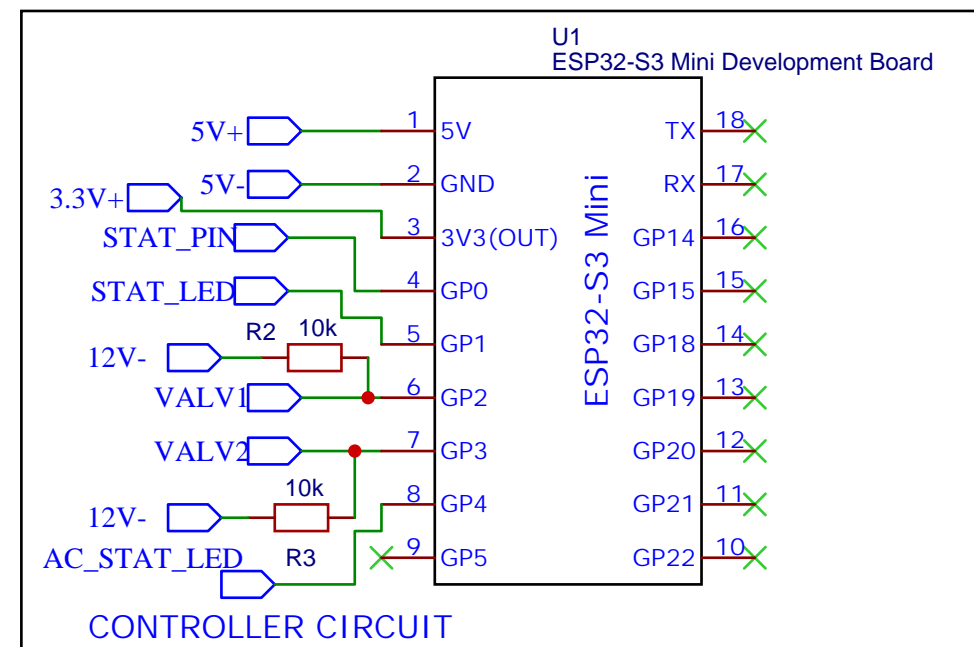 U1
ESP32-S3 Mini Development Board
5V+ 1 5V TX 18
5V- 2 GND RX 17
3.3V+ 3 3V3(OUT) GP14 16
STAT_PIN 4 GP0 GP15 15
STAT_LED 5 GP1 GP18 14
R2 10k
12V-
VALV1 6 GP2 GP19 13
VALV2 7 GP3 GP20 12
10k
12V- 8 GP4 GP21 11
R3
AC_STAT_LED 9 GP5 GP22 10
ESP32-S3 Mini
CONTROLLER CIRCUIT